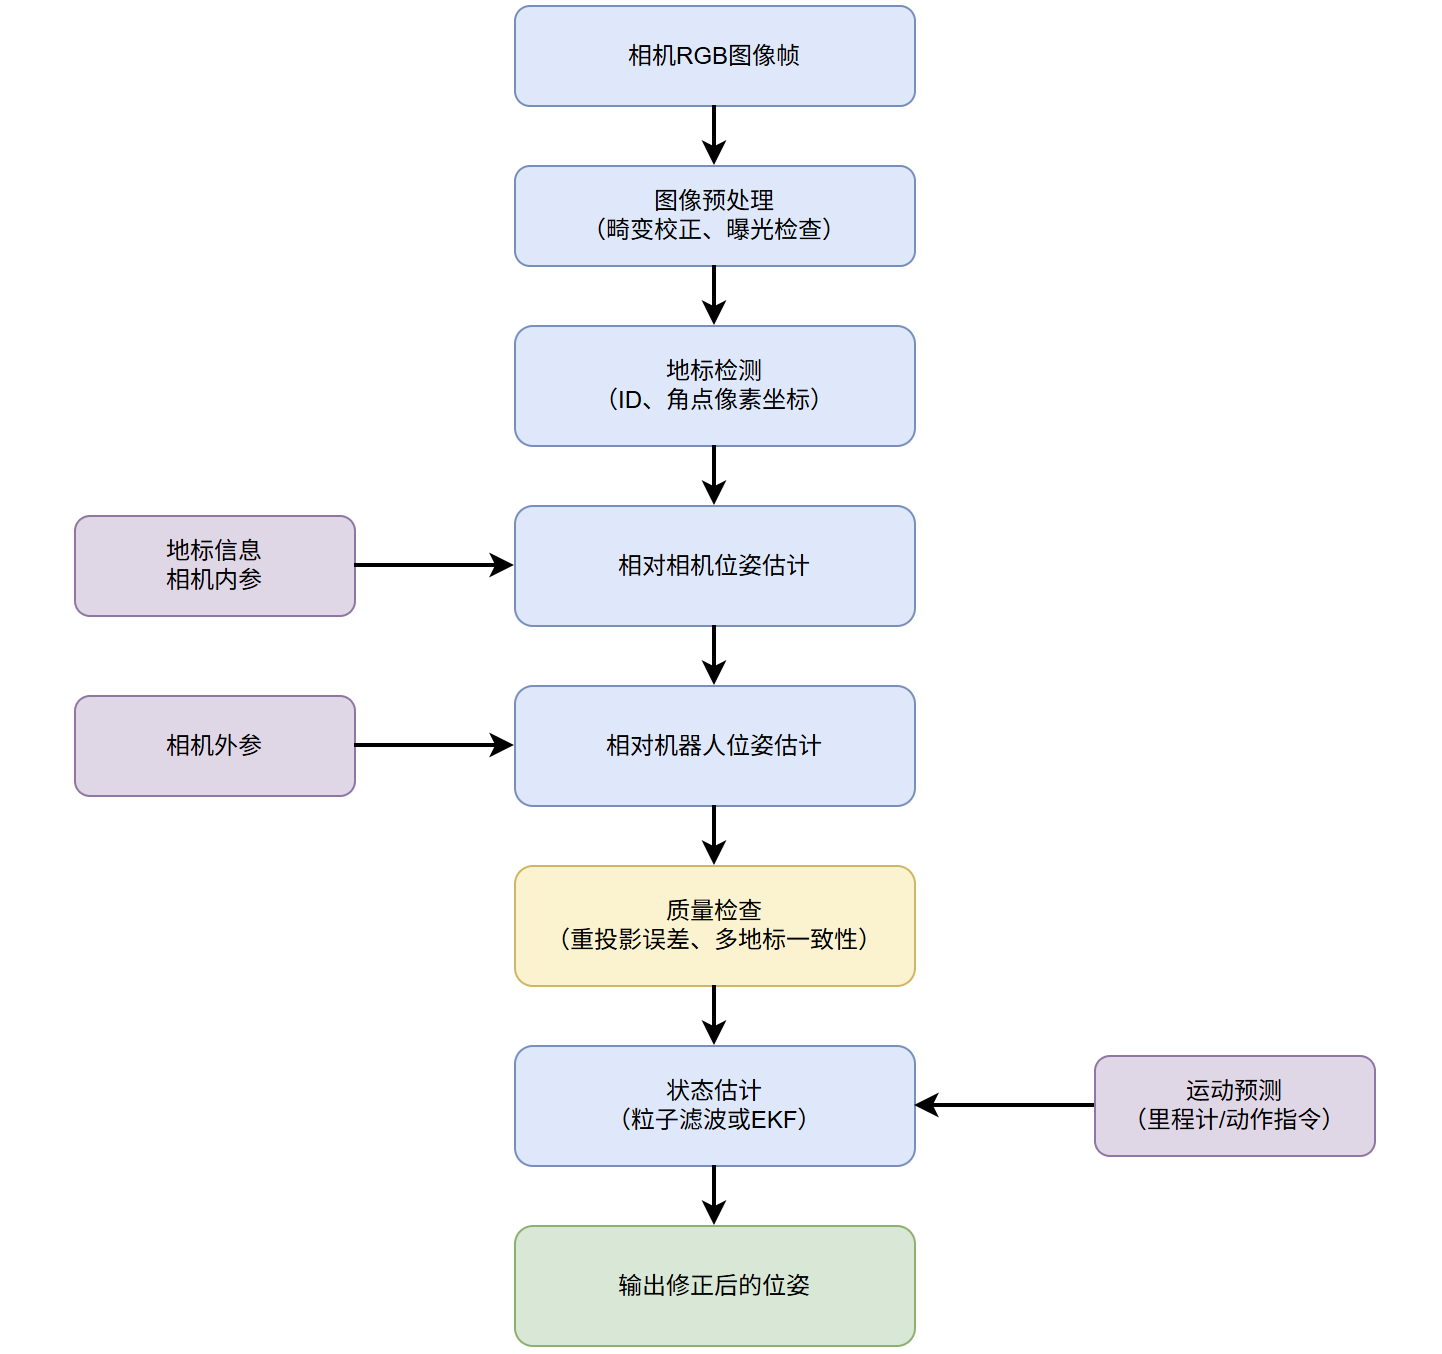 相机RGB图像帧
图像预处理
（畸变校正、曝光检查）
地标检测
（ID、角点像素坐标）
地标信息
相机内参
相对相机位姿估计
相机外参
相对机器人位姿估计
质量检查
（重投影误差、多地标一致性）
状态估计
（粒子滤波或EKF）
运动预测
（里程计/动作指令）
输出修正后的位姿